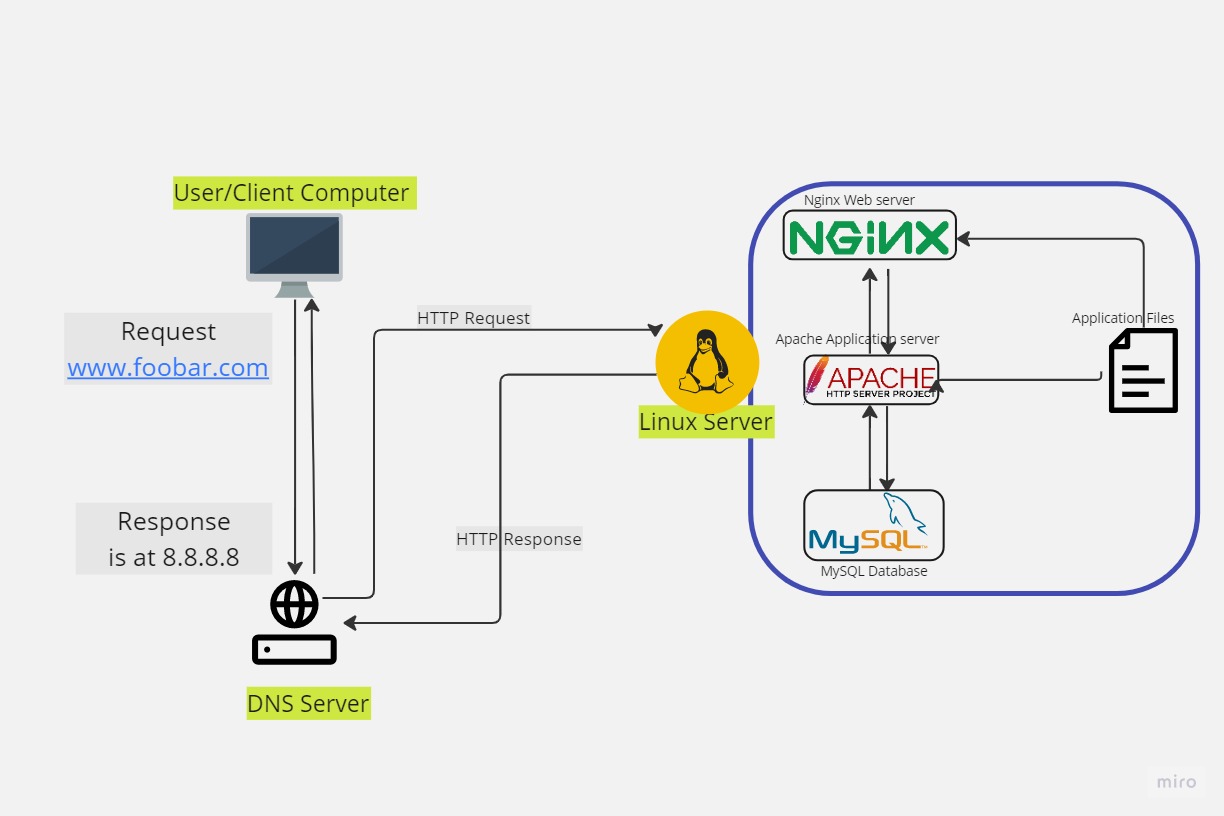 User/Client Computer
Request
www.foobar.com
Response
is at 8.8.8.8
DNS Server
HTTP Request
HTTP Response
Linux Server
Nginx Web server
NGiNX
Apache Application server
APACHE
HTTP SERVER PROJECT
Application Files
MySQL
TM
MySQL Database
miro